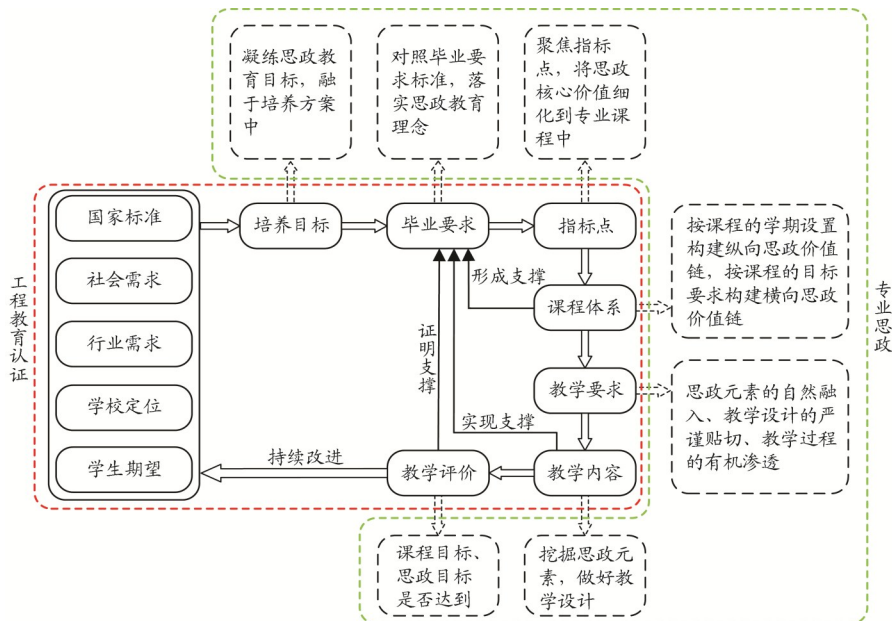 凝练思政教
育目标，融
于培养方案
中
对照毕业要
求标准，落
实思政教育
理念
聚焦指标
点，将思政
核心价值细
化到专业课
程中
国家标准
社会需求
行业需求
学校定位
学生期望
工程教育认证
培养目标
毕业要求
指标点
形成支撑
课程体系
证明支撑
教学要求
实现支撑
持续改进
教学评价
教学内容
按课程的学期设置
构建纵向思政价值
链，按课程的目标
要求构建横向思政
价值链
思政元素的自然融
入、教学设计的严
谨贴切、教学过程
的有机渗透
专业思政
课程目标、
思政目标
是否达到
挖掘思政元
素，做好教
学设计